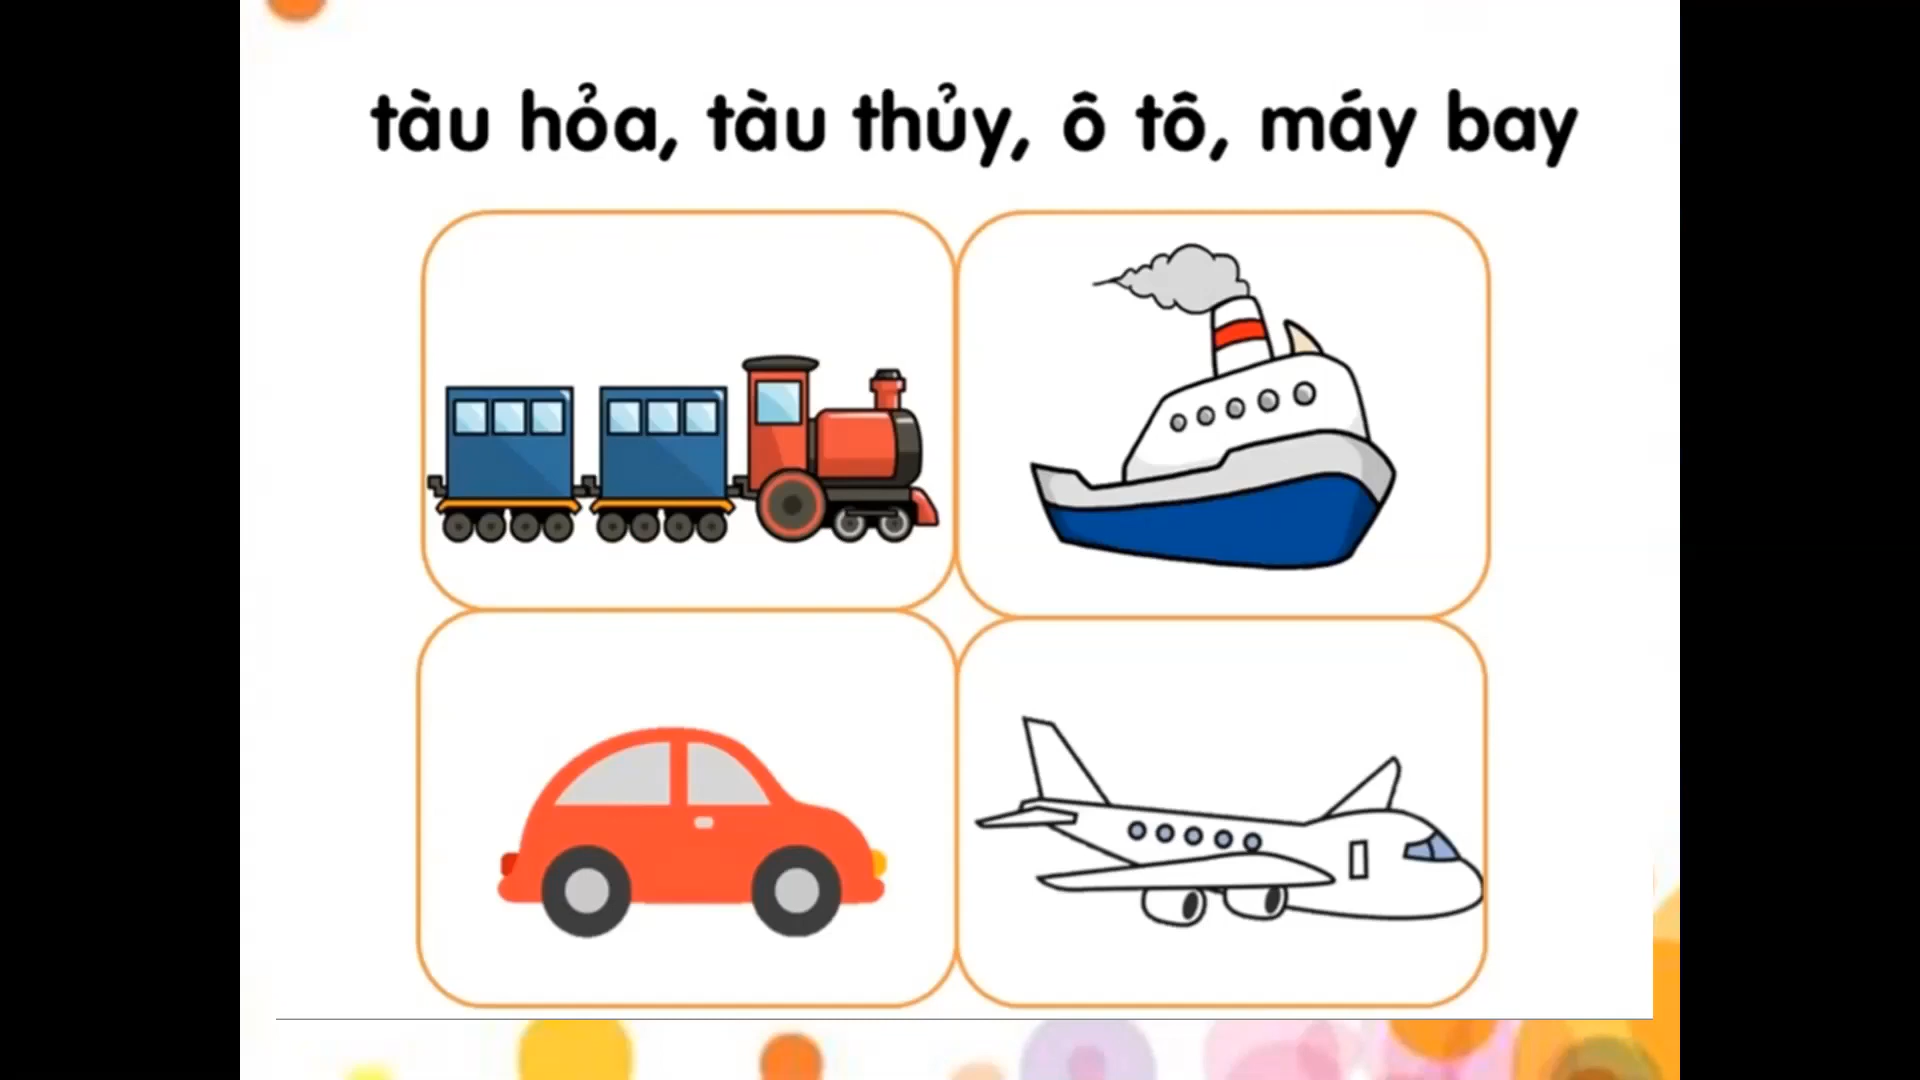 tàu hỏa, tàu thủy, ô tô, máy bay